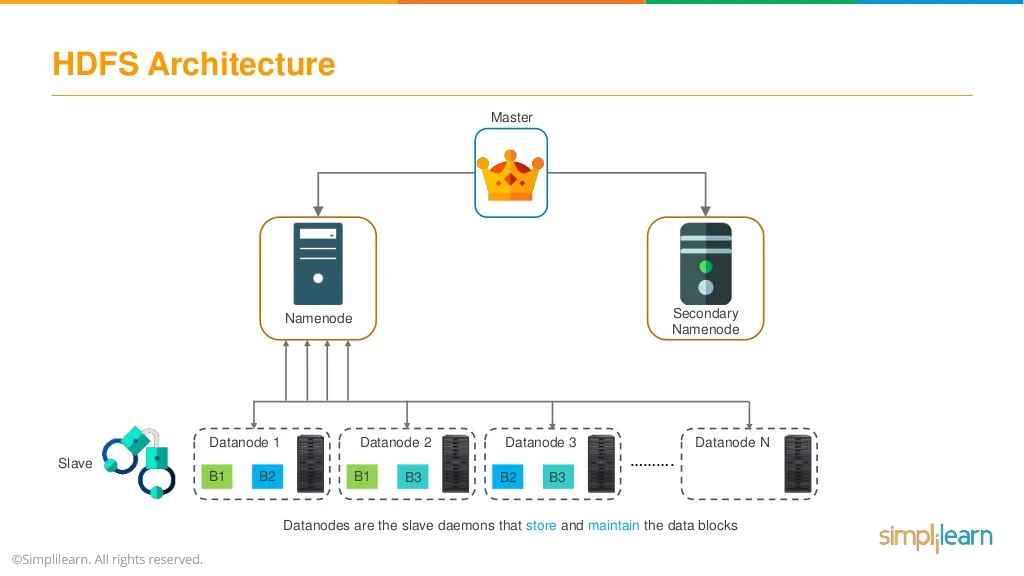 HDFS Architecture
Master
Namenode
Secondary
Namenode
Slave
Datanode 1
B1
B2
Datanode 2
B1
B3
Datanode 3
B2
B3
..........
Datanode N
Datanodes are the slave daemons that store and maintain the data blocks
simplilearn
©Simplilearn. All rights reserved.